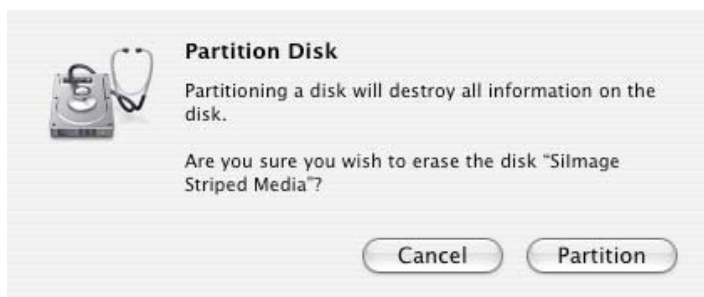 Partition Disk
Partitioning a disk will destroy all information on the
disk.
Are you sure you wish to erase the disk “SiImage
Striped Media”?
Cancel
Partition